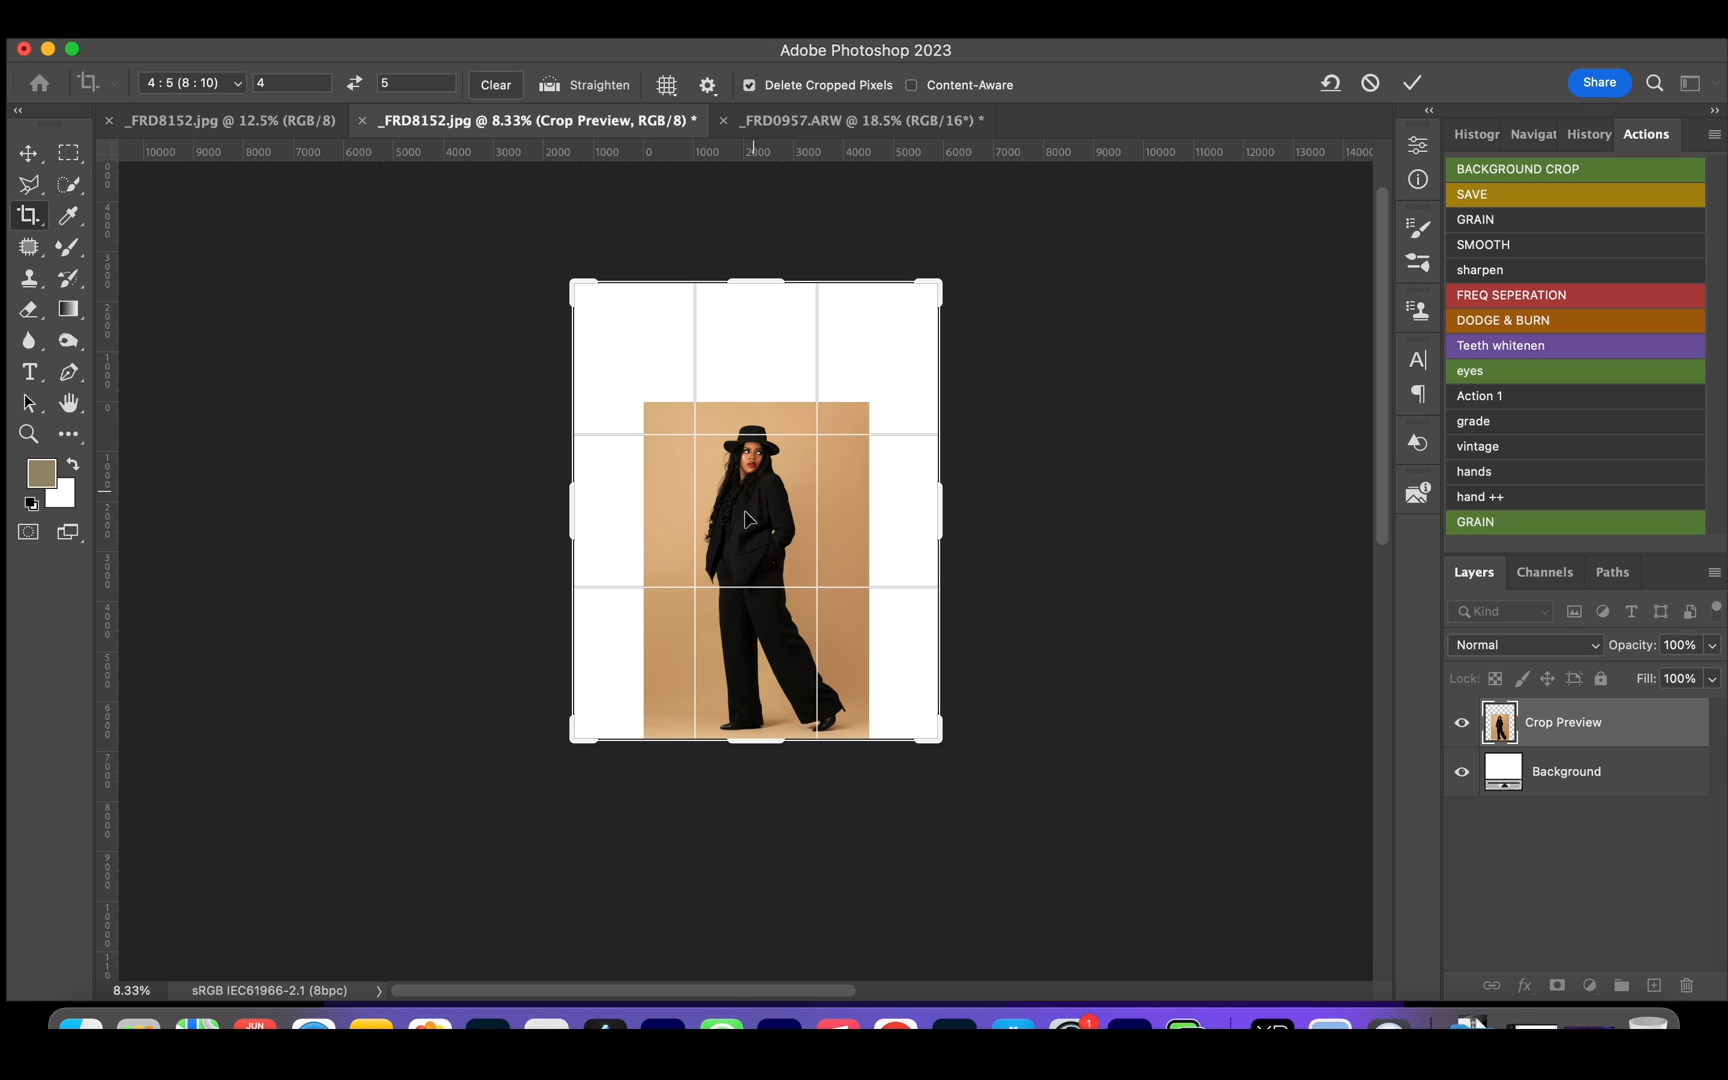 Adobe Photoshop 2023
4 : 5 (8 : 10) 4 5 Clear Straighten Delete Cropped Pixels Content-Aware Share
_FRD8152.jpg @ 12.5% (RGB/8) _FRD8152.jpg @ 8.33% (Crop Preview, RGB/8) * _FRD0957.ARW @ 18.5% (RGB/16*) *
10000 9000 8000 7000 6000 5000 4000 3000 2000 1000 0 1000 2000 3000 4000 5000 6000 7000 8000 9000 10000 11000 12000 13000 1400
Histogr Navigat History Actions
BACKGROUND CROP
SAVE
GRAIN
SMOOTH
sharpen
FREQ SEPERATION
DODGE & BURN
Teeth whitenen
eyes
Action 1
grade
vintage
hands
hand ++
GRAIN
Layers Channels Paths
Kind
Normal Opacity: 100%
Lock: Fill: 100%
Crop Preview
Background
8.33% sRGB IEC61966-2.1 (8bpc)
JUN 1